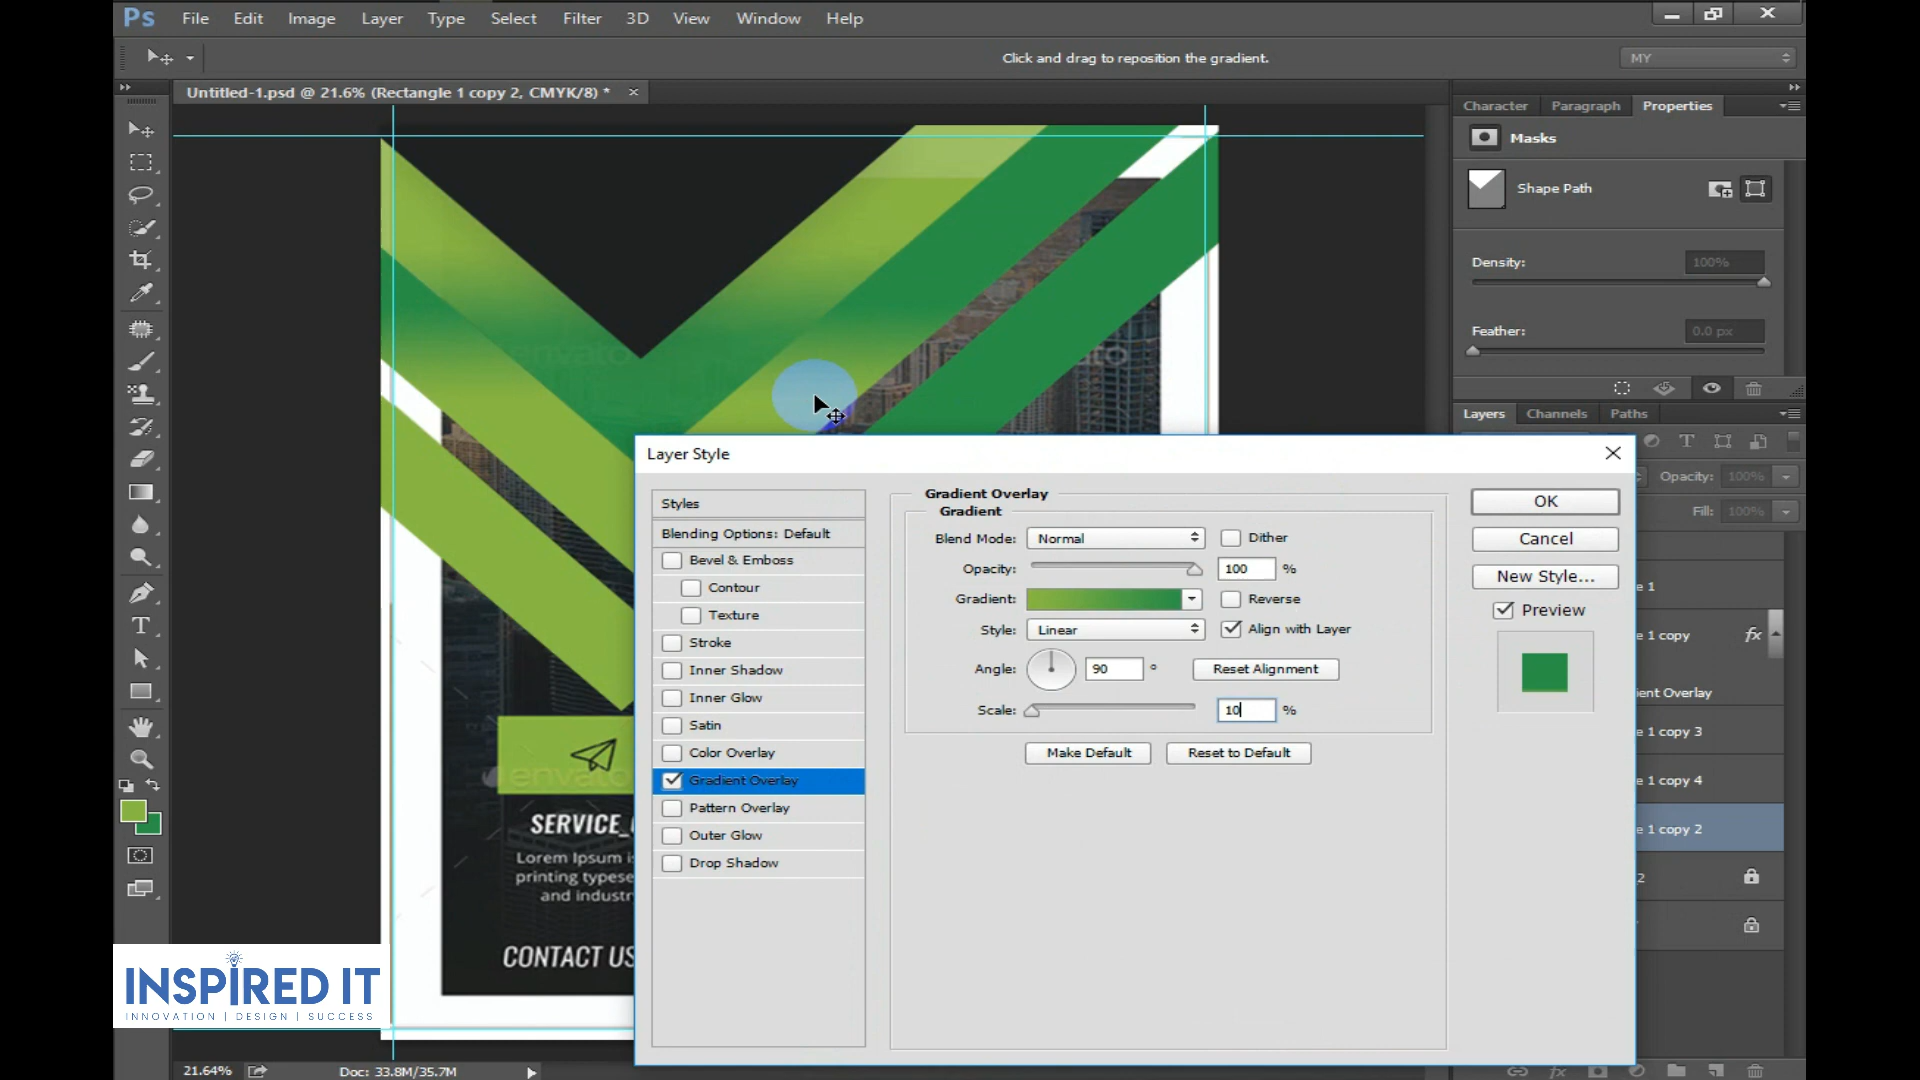 Ps File Edit Image Layer Type Select Filter 3D View Window Help
Click and drag to reposition the gradient.
MY
Untitled-1.psd @ 21.6% (Rectangle 1 copy 2, CMYK/8) *
Character Paragraph Properties
Masks
Shape Path
Density: 100%
Feather: 0.0 px
Layers Channels Paths
Opacity: 100%
Fill: 100%
e 1
e 1 copy fx
ient Overlay
e 1 copy 3
e 1 copy 4
e 1 copy 2
2
envato
Layer Style
Styles
Blending Options: Default
Bevel & Emboss
Contour
Texture
Stroke
Inner Shadow
Inner Glow
Satin
Color Overlay
Gradient Overlay
Pattern Overlay
Outer Glow
Drop Shadow
Gradient Overlay
Gradient
Blend Mode: Normal Dither
Opacity: 100 %
Gradient: Reverse
Style: Linear Align with Layer
Angle: 90 ° Reset Alignment
Scale: 10 %
Make Default Reset to Default
OK
Cancel
New Style...
Preview
envato
SERVICE_
Lorem Ipsum i
printing typese
and industr
CONTACT US
INSPIRED IT
INNOVATION | DESIGN | SUCCESS
21.64% Doc: 33.8M/35.7M